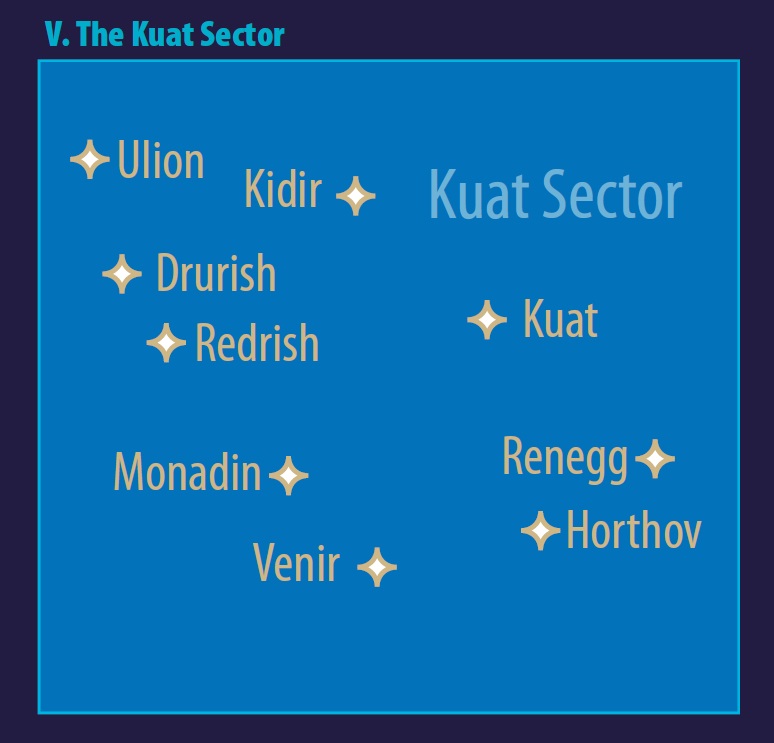 V. The Kuat Sector
Ulion
Kidir
Kuat Sector
Drurish
Kuat
Redrish
Renegg
Monadin
Horthov
Venir